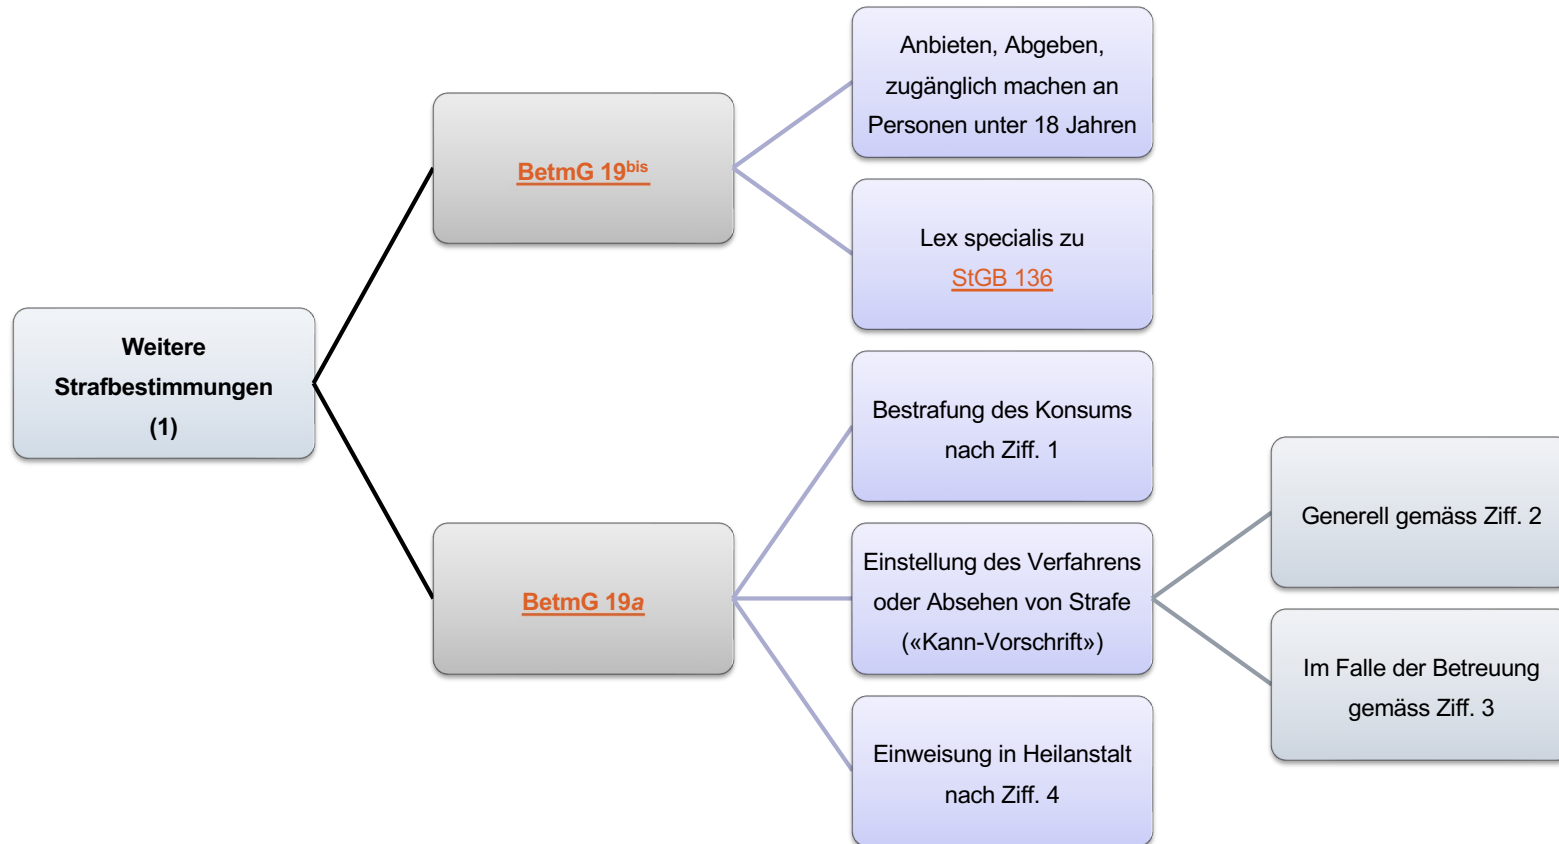 Weitere
Strafbestimmungen
(1)
BetmG 19bis
Anbieten, Abgeben,
zugänglich machen an
Personen unter 18 Jahren
Lex specialis zu
StGB 136
BetmG 19a
Bestrafung des Konsums
nach Ziff. 1
Einstellung des Verfahrens
oder Absehen von Strafe
(«Kann-Vorschrift»)
Generell gemäss Ziff. 2
Im Falle der Betreuung
gemäss Ziff. 3
Einweisung in Heilanstalt
nach Ziff. 4